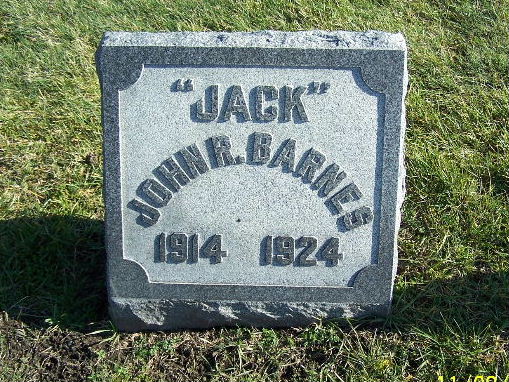 "JACK"
JOHN R. BARNES
1914 1924